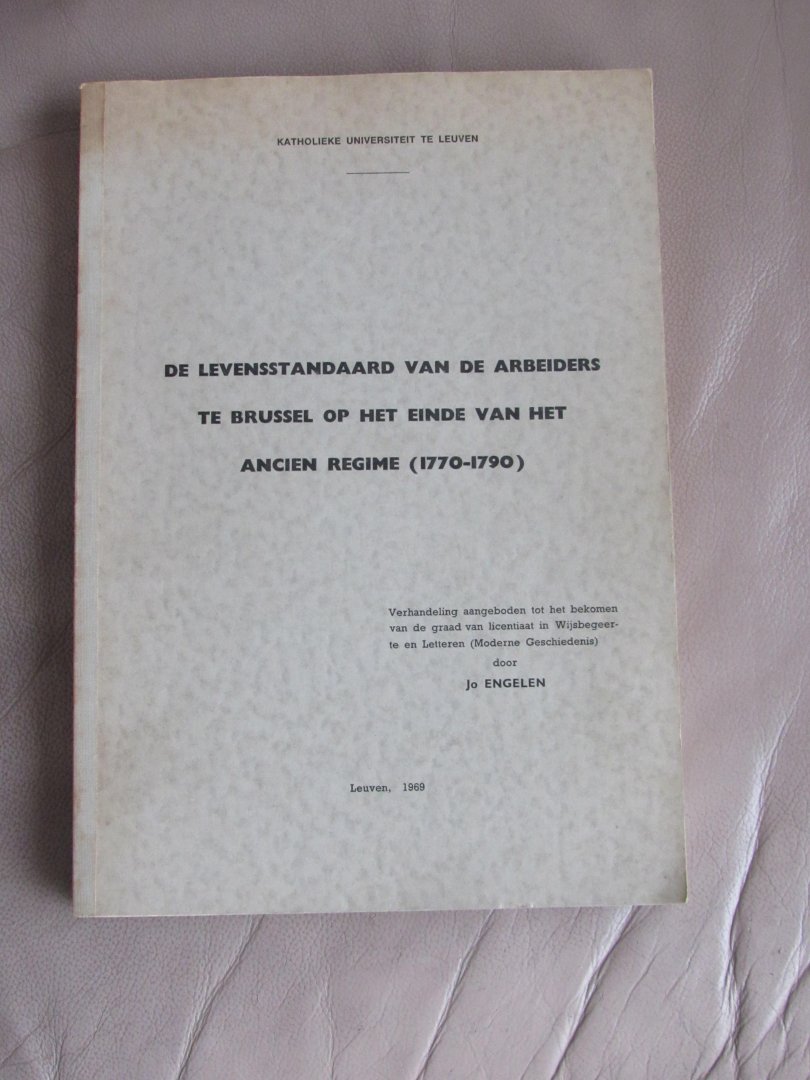 KATHOLIEKE UNIVERSITEIT TE LEUVEN
DE LEVENSSTANDAARD VAN DE ARBEIDERS
TE BRUSSEL OP HET EINDE VAN HET
ANCIEN REGIME (1770-1790)
Verhandeling aangeboden tot het bekomen
van de graad van licentiaat in Wijsbegeer-
te en Letteren (Moderne Geschiedenis)
door
Jo ENGELEN
Leuven, 1969